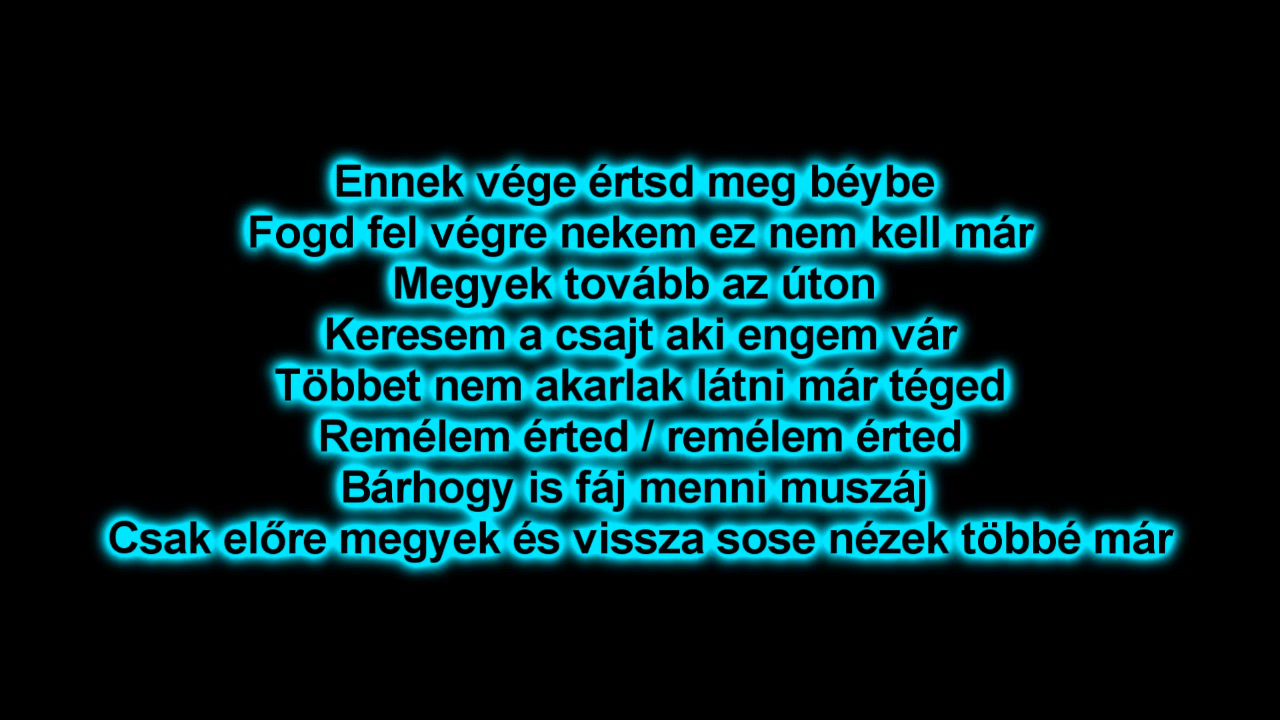 Ennek vége értsd meg béybe
Fogd fel végre nekem ez nem kell már
Megyek tovább az úton
Keresem a csajt aki engem vár
Többet nem akarlak látni már téged
Remélem érted / remélem érted
Bárhogy is fáj menni muszáj
Csak előre megyek és vissza sose nézek többé már